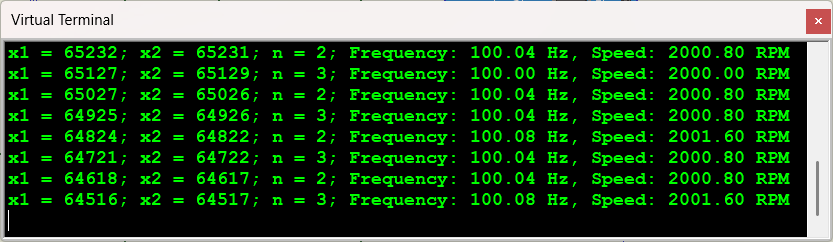 Virtual Terminal
x1 = 65232; x2 = 65231; n = 2; Frequency: 100.04 Hz, Speed: 2000.80 RPM
x1 = 65127; x2 = 65129; n = 3; Frequency: 100.00 Hz, Speed: 2000.00 RPM
x1 = 65027; x2 = 65026; n = 2; Frequency: 100.04 Hz, Speed: 2000.80 RPM
x1 = 64925; x2 = 64926; n = 3; Frequency: 100.04 Hz, Speed: 2000.80 RPM
x1 = 64824; x2 = 64822; n = 2; Frequency: 100.08 Hz, Speed: 2001.60 RPM
x1 = 64721; x2 = 64722; n = 3; Frequency: 100.04 Hz, Speed: 2000.80 RPM
x1 = 64618; x2 = 64617; n = 2; Frequency: 100.04 Hz, Speed: 2000.80 RPM
x1 = 64516; x2 = 64517; n = 3; Frequency: 100.08 Hz, Speed: 2001.60 RPM